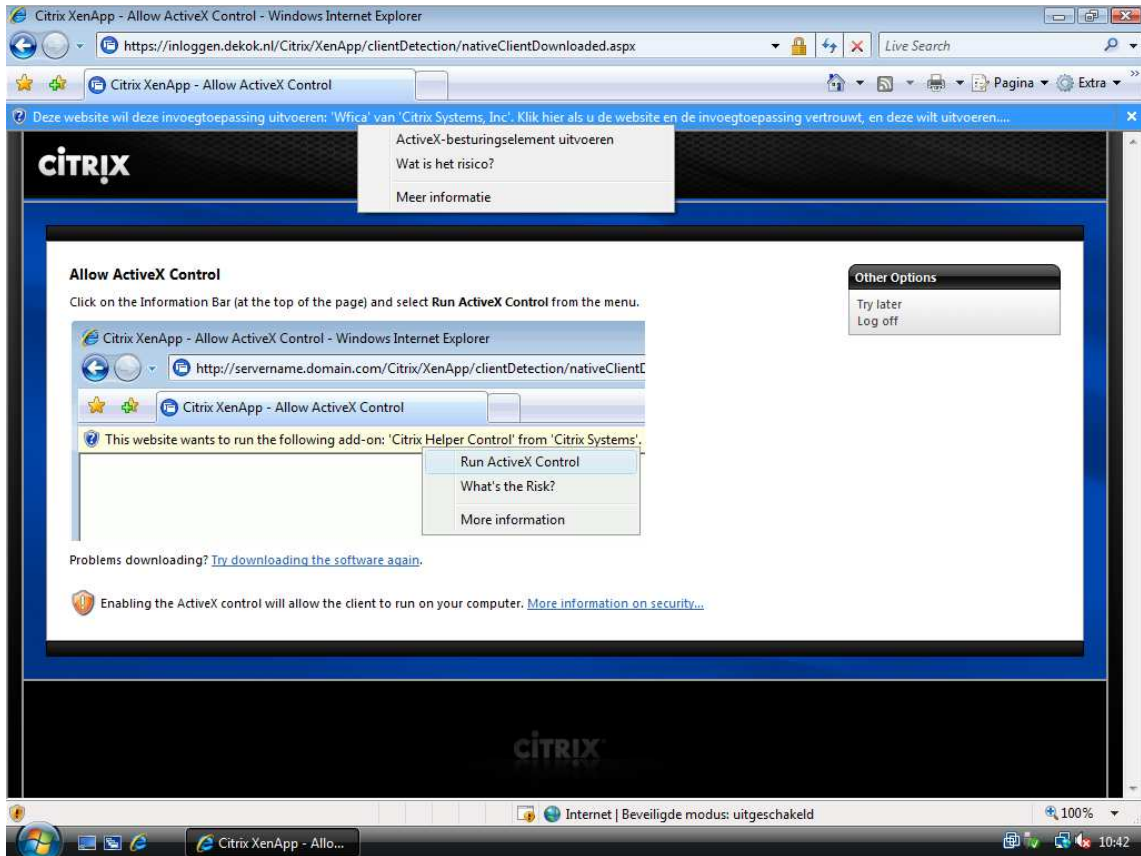 Citrix XenApp - Allow ActiveX Control - Windows Internet Explorer
https://inloggen.dekok.nl/Citrix/XenApp/clientDetection/nativeClientDownloaded.aspx
Live Search
Citrix XenApp - Allow ActiveX Control
Pagina
Extra
Deze website wil deze invoegtoepassing uitvoeren: 'Wfica' van 'Citrix Systems, Inc'. Klik hier als u de website en de invoegtoepassing vertrouwt, en deze wilt uitvoeren....
ActiveX-besturingselement uitvoeren
Wat is het risico?
Meer informatie
CİTRIX
Allow ActiveX Control
Click on the Information Bar (at the top of the page) and select Run ActiveX Control from the menu.
Other Options
Try later
Log off
Citrix XenApp - Allow ActiveX Control - Windows Internet Explorer
http://servername.domain.com/Citrix/XenApp/clientDetection/nativeClientD
Citrix XenApp - Allow ActiveX Control
This website wants to run the following add-on: 'Citrix Helper Control' from 'Citrix Systems'.
Run ActiveX Control
What's the Risk?
More information
Problems downloading? Try downloading the software again.
Enabling the ActiveX control will allow the client to run on your computer. More information on security...
CİTRIX
Internet | Beveiligde modus: uitgeschakeld
100%
Citrix XenApp - Allo...
10:42